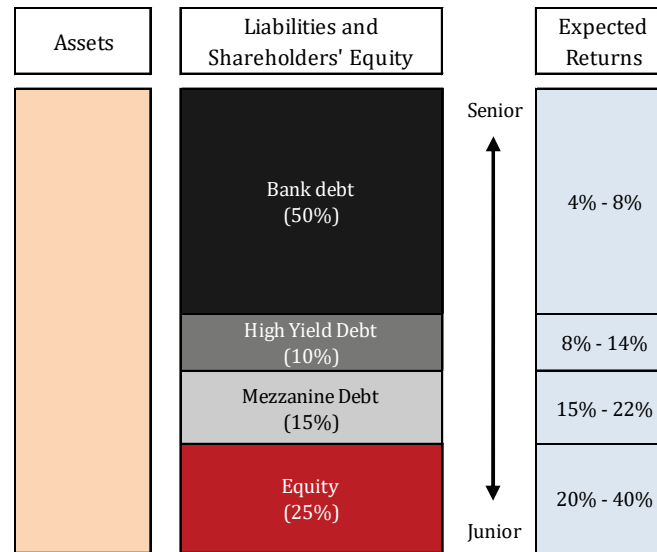 Assets
Liabilities and
Shareholders' Equity
Expected
Returns
Senior
Bank debt
(50%)
4% - 8%
High Yield Debt
(10%)
8% - 14%
Mezzanine Debt
(15%)
15% - 22%
Equity
(25%)
20% - 40%
Junior